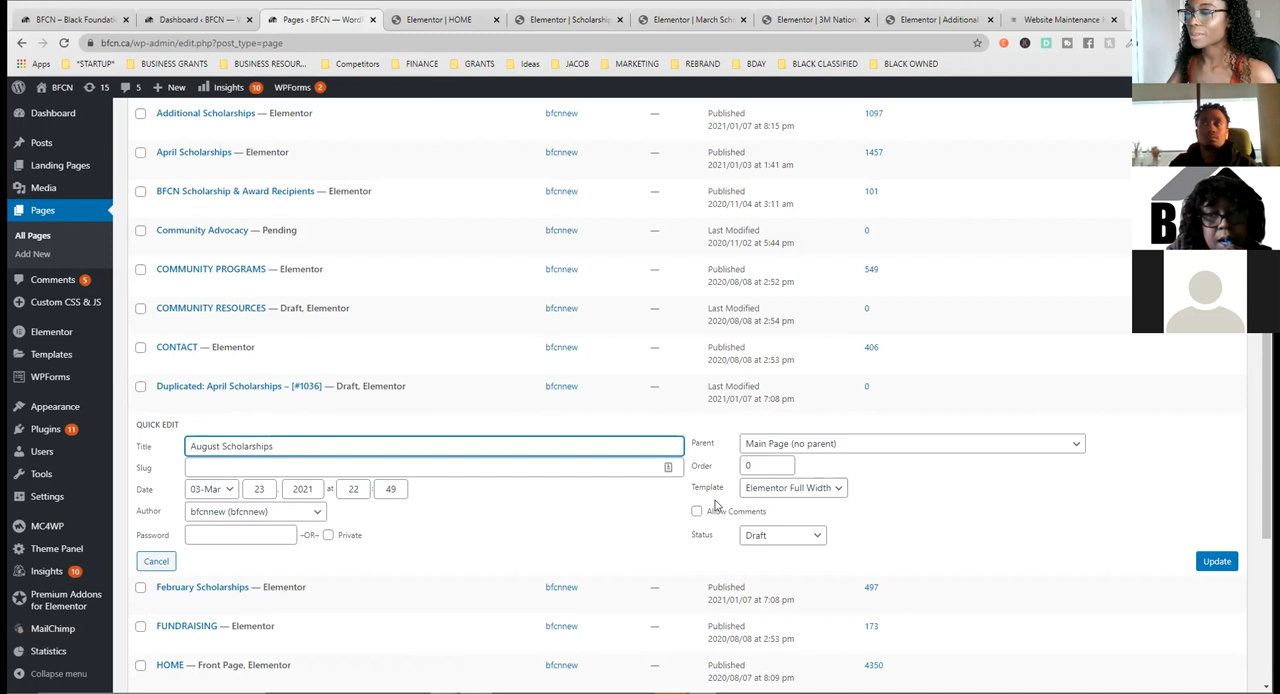 BFCN – Black Foundation
Dashboard ‹ BFCN — W
Pages ‹ BFCN — Word
Elementor | HOME
Elementor | Scholarship
Elementor | March Scho
Elementor | 3M Nation
Elementor | Additional
Website Maintenance
bfcn.ca/wp-admin/edit.php?post_type=page
Apps
*STARTUP*
BUSINESS GRANTS
BUSINESS RESOUR...
Competitors
FINANCE
GRANTS
Ideas
JACOB
MARKETING
REBRAND
BDAY
BLACK CLASSIFIED
BLACK OWNED
BFCN
15
5
New
Insights
10
WPForms
2
Dashboard
Posts
Landing Pages
Media
Pages
All Pages
Add New
Comments 5
Custom CSS & JS
Elementor
Templates
WPForms
Appearance
Plugins 11
Users
Tools
Settings
MC4WP
Theme Panel
Insights 10
Premium Addons
for Elementor
MailChimp
Statistics
Collapse menu
Additional Scholarships — Elementor
bfcnnew
—
Published
2021/01/07 at 8:15 pm
1097
April Scholarships — Elementor
bfcnnew
—
Published
2021/01/03 at 1:41 am
1457
BFCN Scholarship & Award Recipients — Elementor
bfcnnew
—
Published
2020/11/04 at 3:11 am
101
Community Advocacy — Pending
bfcnnew
—
Last Modified
2020/11/02 at 5:44 pm
0
COMMUNITY PROGRAMS — Elementor
bfcnnew
—
Published
2020/08/08 at 2:52 pm
549
COMMUNITY RESOURCES — Draft, Elementor
bfcnnew
—
Last Modified
2020/08/08 at 2:54 pm
0
CONTACT — Elementor
bfcnnew
—
Published
2020/08/08 at 2:53 pm
406
Duplicated: April Scholarships – [#1036] — Draft, Elementor
bfcnnew
—
Last Modified
2021/01/07 at 7:08 pm
0
QUICK EDIT
Title August Scholarships
Slug
Date 03-Mar 23 , 2021 at 22 : 49
Author bfcnnew (bfcnnew)
Password –OR– Private
Parent Main Page (no parent)
Order 0
Template Elementor Full Width
Allow Comments
Status Draft
Cancel
Update
February Scholarships — Elementor
bfcnnew
—
Published
2021/01/07 at 7:08 pm
497
FUNDRAISING — Elementor
bfcnnew
—
Published
2020/08/08 at 2:53 pm
173
HOME — Front Page, Elementor
bfcnnew
—
Published
2020/08/07 at 8:09 pm
4350
B